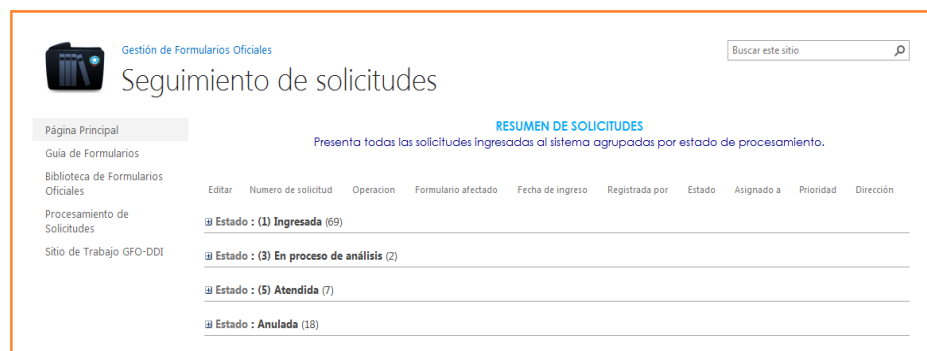 Gestión de Formularios Oficiales
Buscar este sitio
Seguimiento de solicitudes
Página Principal
Guía de Formularios
Biblioteca de Formularios
Oficiales
Procesamiento de
Solicitudes
Sitio de Trabajo GFO-DDI
RESUMEN DE SOLICITUDES
Presenta todas las solicitudes ingresadas al sistema agrupadas por estado de procesamiento.
Editar Numero de solicitud Operacion Formulario afectado Fecha de ingreso Registrada por Estado Asignado a Prioridad Dirección
Estado : (1) Ingresada (69)
Estado : (3) En proceso de análisis (2)
Estado : (5) Atendida (7)
Estado : Anulada (18)